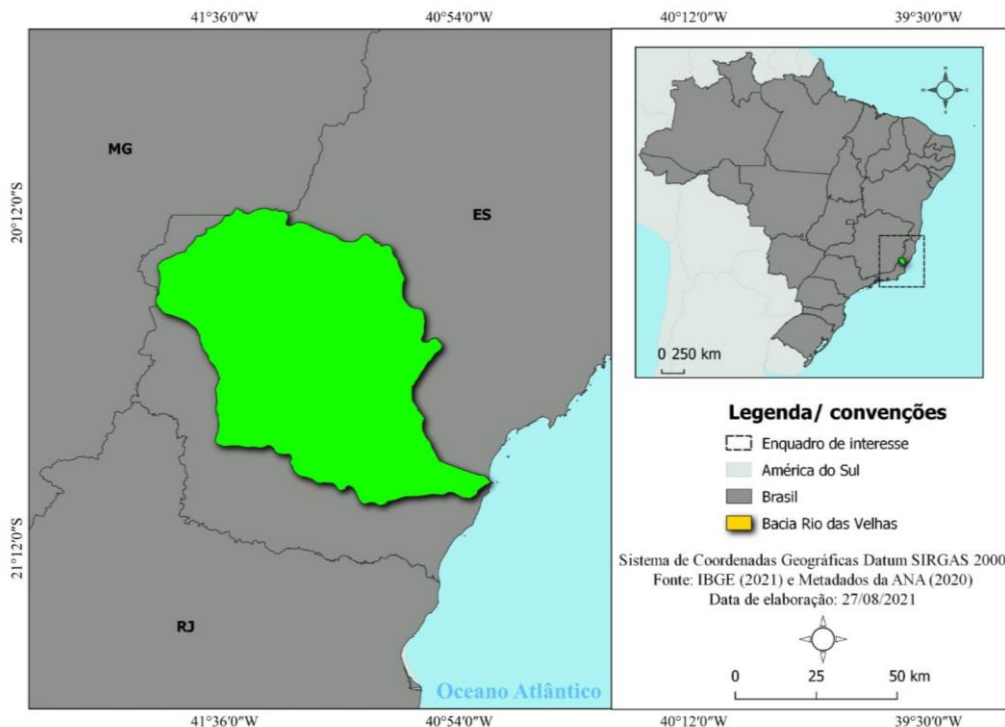 41°36'0"W 40°54'0"W 40°12'0"W 39°30'0"W
MG
20°12'0"S
ES
0 250 km
Legenda/ convenções
Enquadro de interesse
América do Sul
Brasil
Bacia Rio das Velhas
Sistema de Coordenadas Geográficas Datum SIRGAS 2000
Fonte: IBGE (2021) e Metadados da ANA (2020)
Data de elaboração: 27/08/2021
21°12'0"S
RJ
0 25 50 km
Oceano Atlântico
41°36'0"W 40°54'0"W 40°12'0"W 39°30'0"W